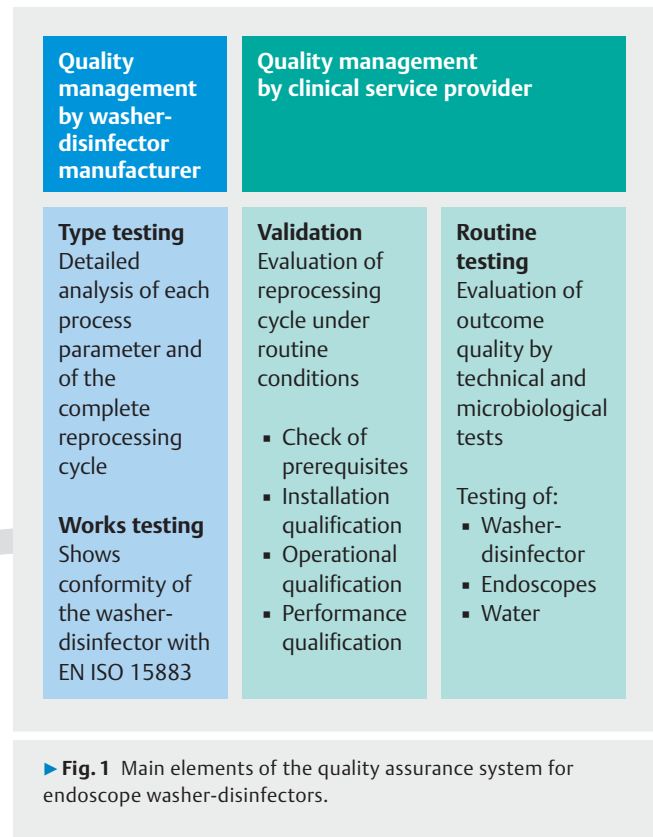 Quality
management
by washer-
disinfector
manufacturer
Quality management
by clinical service provider
Type testing
Detailed
analysis of each
process
parameter and
of the
complete
reprocessing
cycle
Works testing
Shows
conformity of
the washer-
disinfector with
EN ISO 15883
Validation
Evaluation of
reprocessing
cycle under
routine
conditions
▪ Check of
prerequisites
▪ Installation
qualification
▪ Operational
qualification
▪ Performance
qualification
Routine
testing
Evaluation of
outcome
quality by
technical and
microbiological
tests
Testing of:
▪ Washer-
disinfector
▪ Endoscopes
▪ Water
▶ Fig. 1 Main elements of the quality assurance system for
endoscope washer-disinfectors.